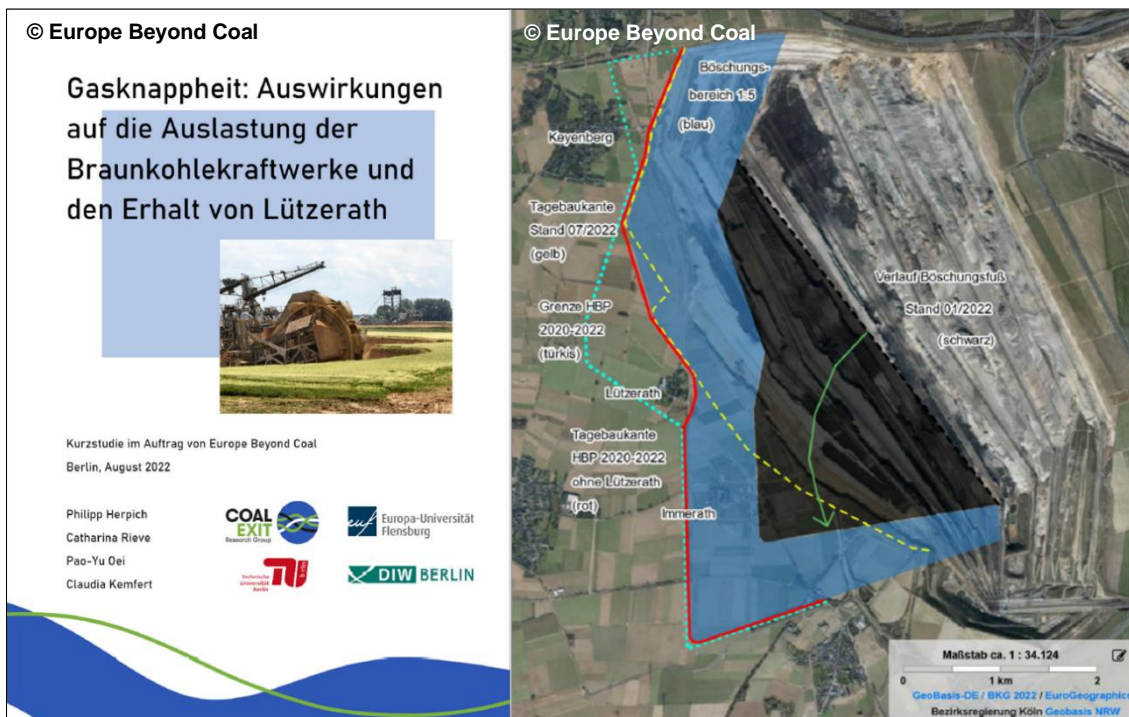 © Europe Beyond Coal
Gasknappheit: Auswirkungen
auf die Auslastung der
Braunkohlekraftwerke und
den Erhalt von Lützerath
Kurzstudie im Auftrag von Europe Beyond Coal
Berlin, August 2022
Philipp Herpich
Catharina Rieve
Pao-Yu Oei
Claudia Kemfert
COAL
EXIT
Research Group
euf Europa-Universität
Flensburg
Technische
Universität
Berlin
DIW BERLIN
© Europe Beyond Coal
Böschungs-
bereich 1:5
(blau)
Keyenberg
Tagebaukante
Stand 07/2022
(gelb)
Grenze HBP
2020-2022
(türkis)
Lützerath
Tagebaukante
HBP 2020-2022
ohne Lützerath
(rot)
Immerath
Verlauf Böschungsfuß
Stand 01/2022
(schwarz)
Maßstab ca. 1 : 34.124
0 1 km 2
GeoBasis-DE / BKG 2022 / EuroGeographics
Bezirksregierung Köln Geobasis NRW